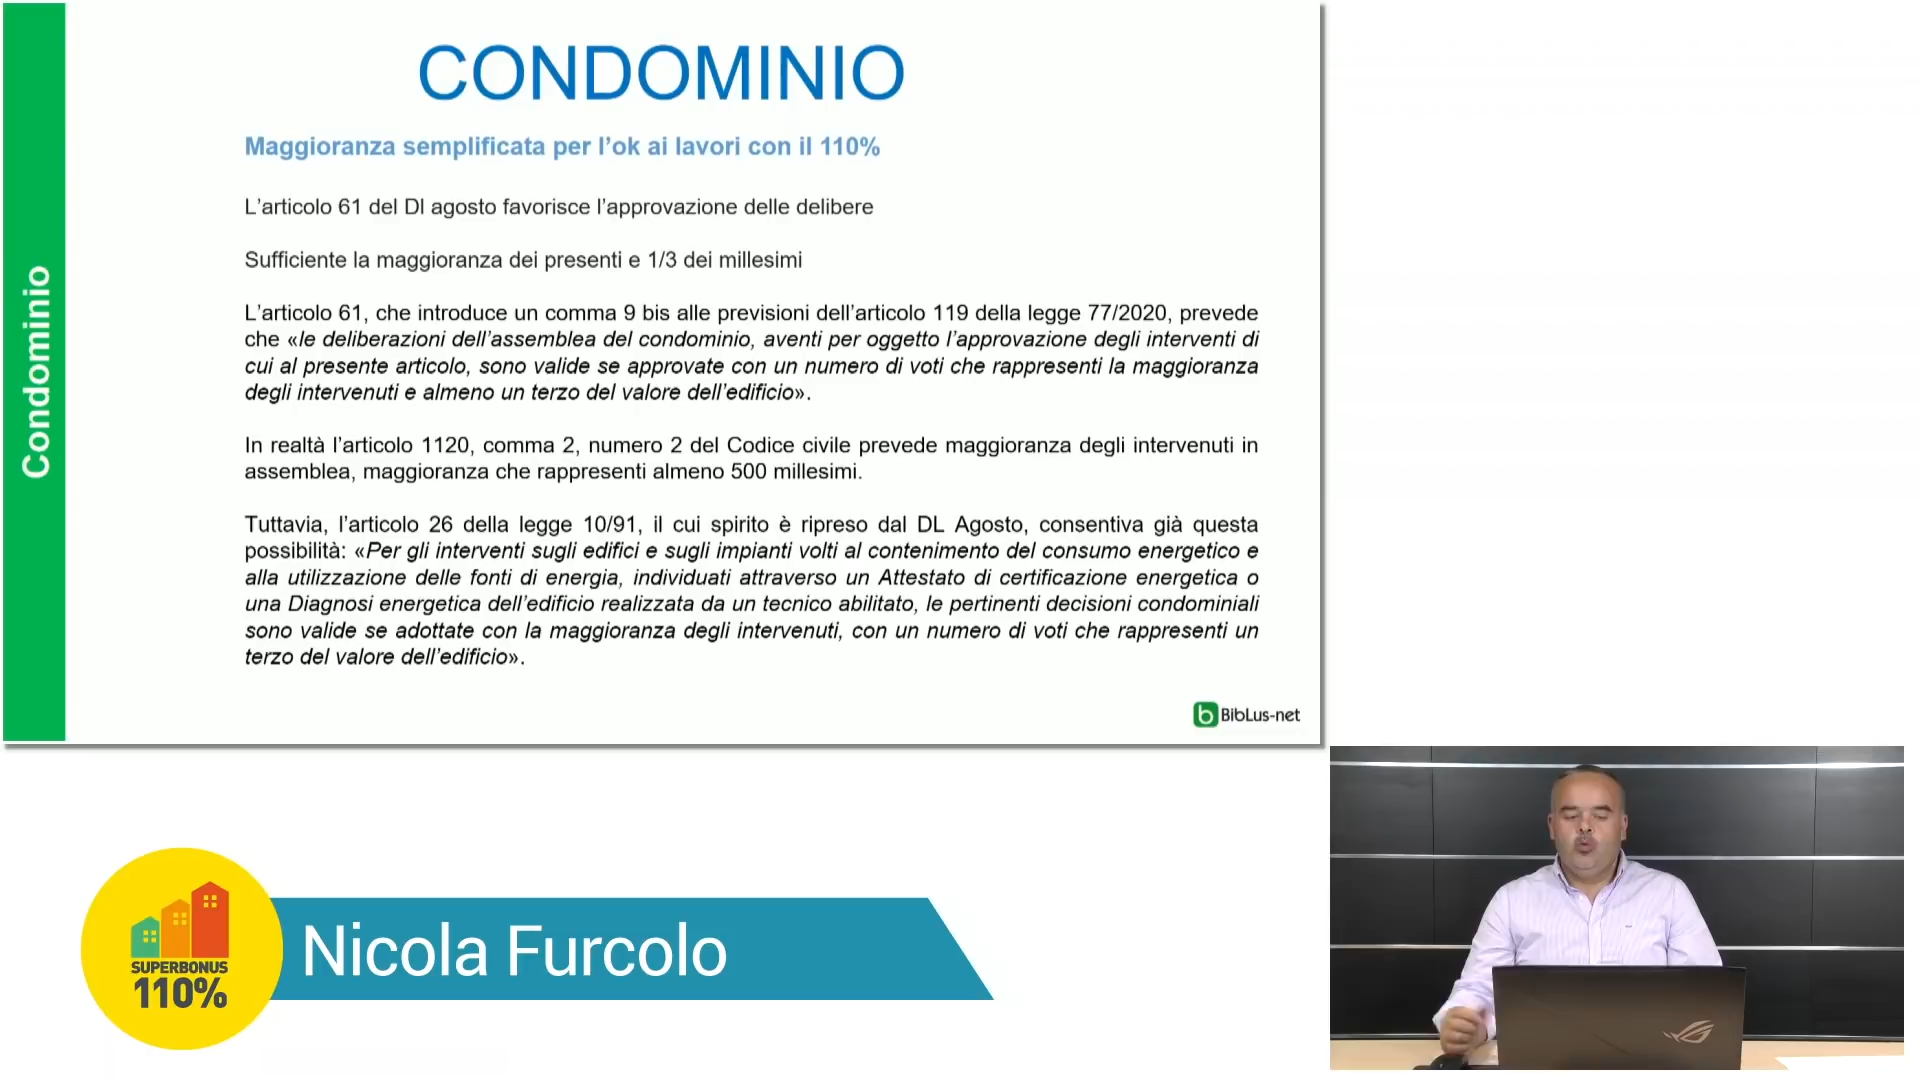 CONDOMINIO
Condominio
Maggioranza semplificata per l’ok ai lavori con il 110%
L’articolo 61 del Dl agosto favorisce l’approvazione delle delibere
Sufficiente la maggioranza dei presenti e 1/3 dei millesimi
L’articolo 61, che introduce un comma 9 bis alle previsioni dell’articolo 119 della legge 77/2020, prevede
che «le deliberazioni dell’assemblea del condominio, aventi per oggetto l’approvazione degli interventi di
cui al presente articolo, sono valide se approvate con un numero di voti che rappresenti la maggioranza
degli intervenuti e almeno un terzo del valore dell’edificio».
In realtà l’articolo 1120, comma 2, numero 2 del Codice civile prevede maggioranza degli intervenuti in
assemblea, maggioranza che rappresenti almeno 500 millesimi.
Tuttavia, l’articolo 26 della legge 10/91, il cui spirito è ripreso dal DL Agosto, consentiva già questa
possibilità: «Per gli interventi sugli edifici e sugli impianti volti al contenimento del consumo energetico e
alla utilizzazione delle fonti di energia, individuati attraverso un Attestato di certificazione energetica o
una Diagnosi energetica dell’edificio realizzata da un tecnico abilitato, le pertinenti decisioni condominiali
sono valide se adottate con la maggioranza degli intervenuti, con un numero di voti che rappresenti un
terzo del valore dell’edificio».
b BibLus-net
SUPERBONUS
110%
Nicola Furcolo